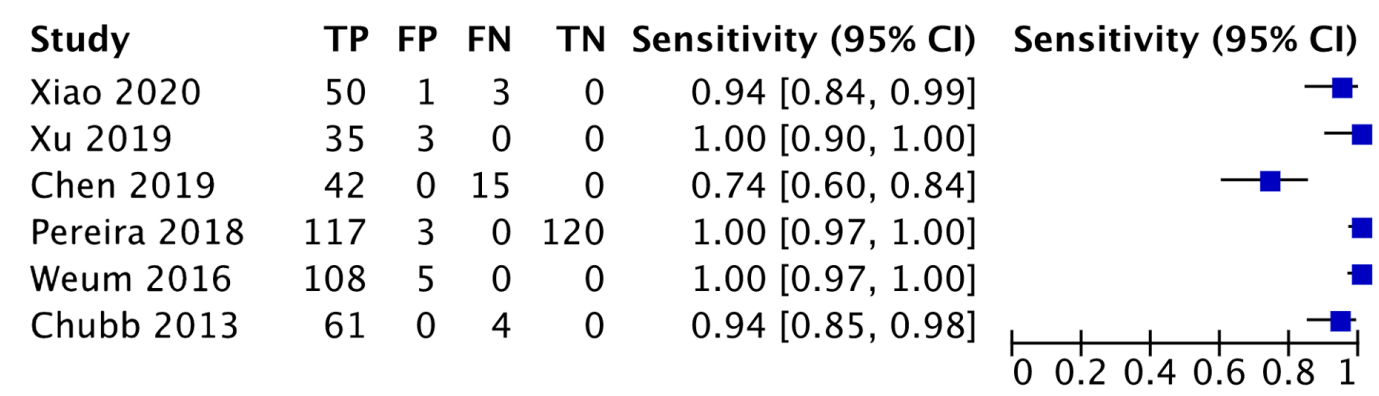 Study TP FP FN TN Sensitivity (95% CI) Sensitivity (95% CI)
Xiao 2020 50 1 3 0 0.94 [0.84, 0.99]
Xu 2019 35 3 0 0 1.00 [0.90, 1.00]
Chen 2019 42 0 15 0 0.74 [0.60, 0.84]
Pereira 2018 117 3 0 120 1.00 [0.97, 1.00]
Weum 2016 108 5 0 0 1.00 [0.97, 1.00]
Chubb 2013 61 0 4 0 0.94 [0.85, 0.98]
0 0.2 0.4 0.6 0.8 1